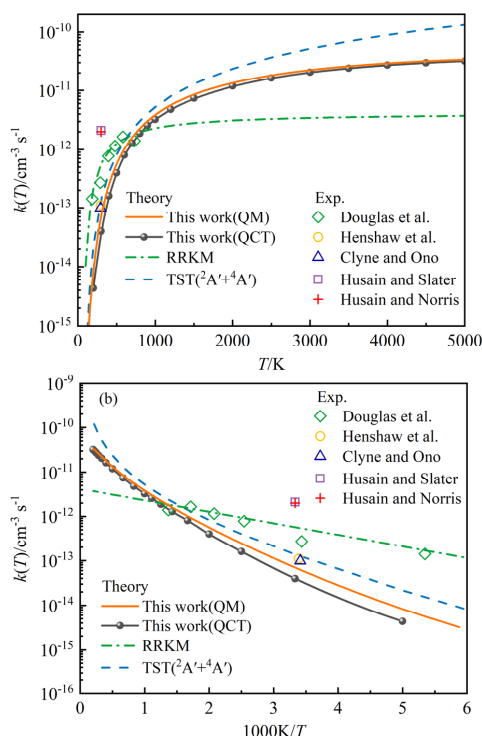 10⁻¹⁰
10⁻¹¹
10⁻¹²
10⁻¹³
10⁻¹⁴
10⁻¹⁵
k(T)/cm⁻³ s⁻¹
Theory
This work(QM)
This work(QCT)
RRKM
TST(²A′+⁴A′)
Exp.
Douglas et al.
Henshaw et al.
Clyne and Ono
Husain and Slater
Husain and Norris
0 1000 2000 3000 4000 5000
T/K
10⁻⁹
10⁻¹⁰
10⁻¹¹
10⁻¹²
10⁻¹³
10⁻¹⁴
10⁻¹⁵
10⁻¹⁶
k(T)/cm⁻³ s⁻¹
(b)
Exp.
Douglas et al.
Henshaw et al.
Clyne and Ono
Husain and Slater
Husain and Norris
Theory
This work(QM)
This work(QCT)
RRKM
TST(²A′+⁴A′)
0 1 2 3 4 5 6
1000K/T